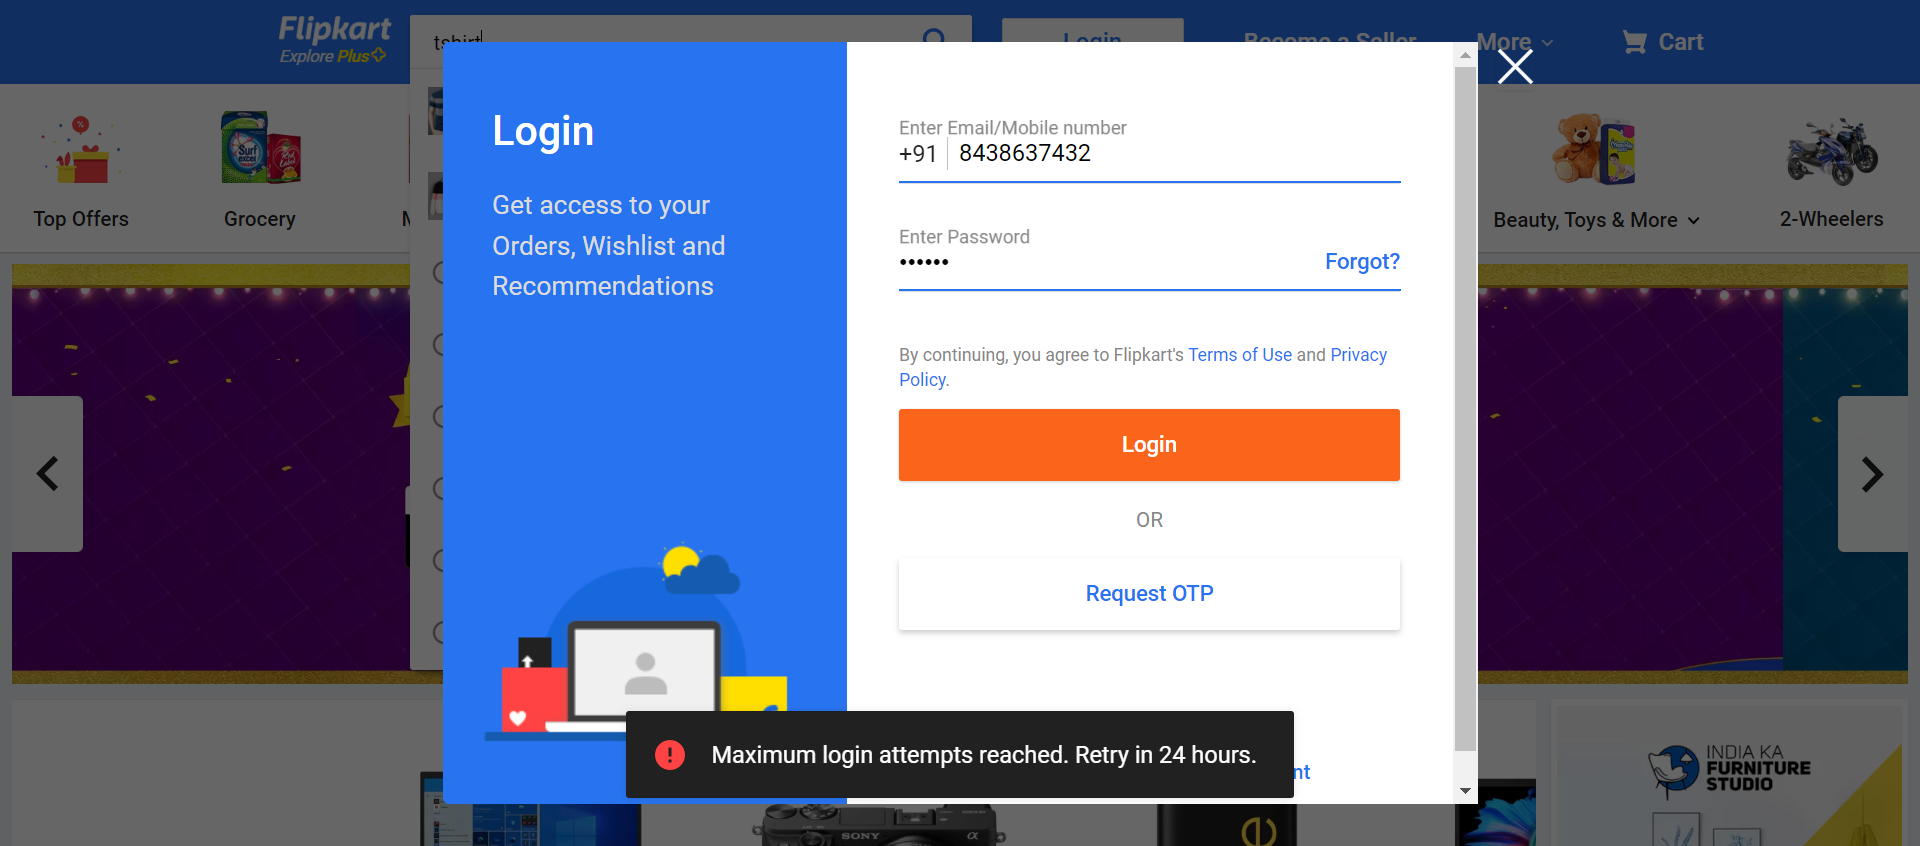 Flipkart
Explore Plus
tshirt
Login
Become a Seller
More
Cart
Top Offers
Grocery
M
Beauty, Toys & More
2-Wheelers
Login
Get access to your
Orders, Wishlist and
Recommendations
Enter Email/Mobile number
+91 8438637432
Enter Password
••••••
Forgot?
By continuing, you agree to Flipkart's Terms of Use and Privacy
Policy.
Login
OR
Request OTP
Maximum login attempts reached. Retry in 24 hours.
nt
SONY
α
INDIA KA
FURNITURE
STUDIO